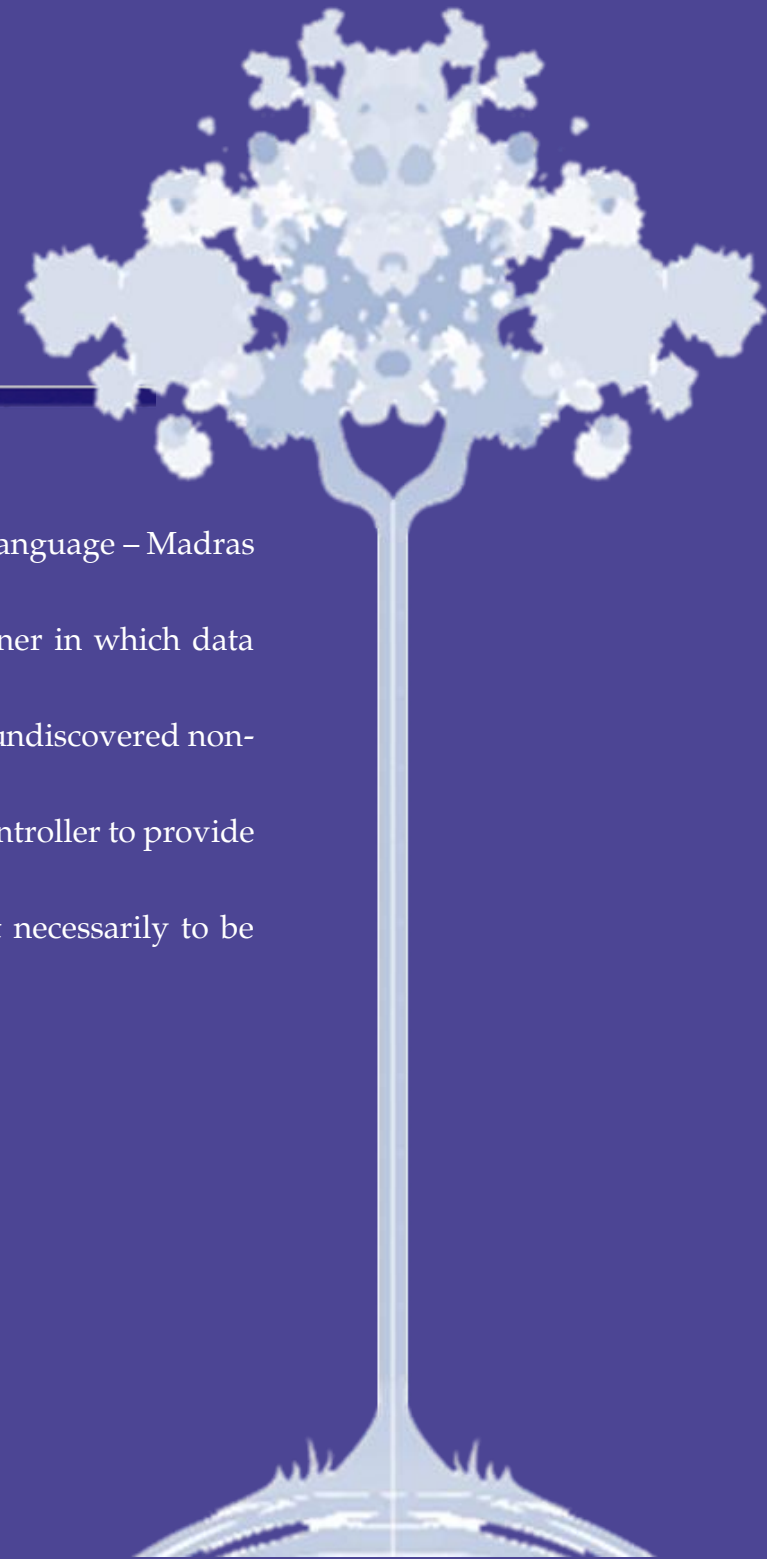 anguage – Madras
ner in which data
undiscovered non-
ntroller to provide
necessarily to be